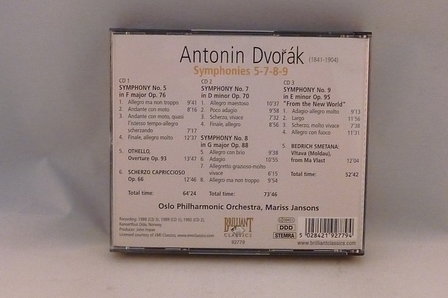 Antonin Dvořák (1841-1904)
Symphonies 5-7-8-9
CD 1
SYMPHONY No. 5
in F major Op. 76
1. Allegro ma non troppo 9'41
2. Andante con moto 8'16
3. Andante con moto, quasi
l'istesso tempo-allegro
scherzando 7'17
4. Finale, allegro molto 12'37
5. OTHELLO,
Overture Op. 93 13'47
6. SCHERZO CAPRICCIOSO
Op. 66 12'46
Total time: 64'24
CD 2
SYMPHONY No. 7
in D minor Op. 70
1. Allegro maestoso 10'37
2. Poco adagio 9'58
3. Scherzo, vivace 7'32
4. Finale, allegro 8'56
SYMPHONY No. 8
in G major Op. 88
5. Allegro con brio 9'38
6. Adagio 10'55
7. Allegretto grazioso-molto
vivace 6'02
8. Allegro ma non troppo 9'54
Total time: 73'46
CD 3
SYMPHONY No. 9
in E minor Op. 95
"From the New World"
1. Adagio-allegro molto 9'13
2. Largo 11'56
3. Scherzo, molto vivace 7'38
4. Allegro con fuoco 11'31
5. BEDRICH SMETANA:
Vltava (Moldau),
from Ma Vlast 12'04
Total time: 52'42
Oslo Philharmonic Orchestra, Mariss Jansons
Konserthus Oslo, Norway
Producer: John Fraser
BRILLIANT
CLASSICS
92779
DDD
STEMRA
5 028421 927794
www.brilliantclassics.com